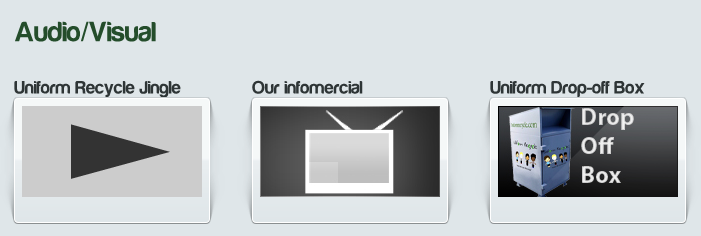 Audio/Visual
Uniform Recycle Jingle
Our infomercial
Uniform Drop-off Box
Drop
Off
Box